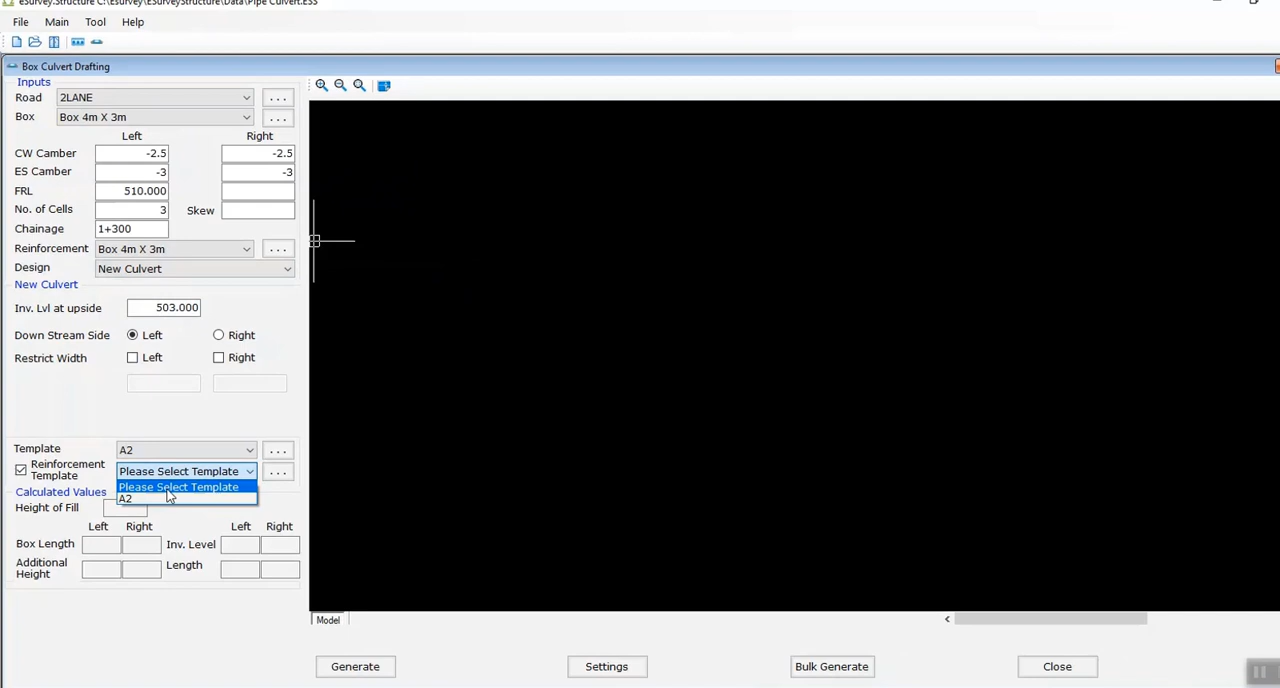 eSurvey.Structure C:\Esurvey\ESurveyStructure\Data\Pipe Culvert.ESS
File Main Tool Help
Box Culvert Drafting
Inputs
Road 2LANE ...
Box Box 4m X 3m ...
Left Right
CW Camber -2.5 -2.5
ES Camber -3 -3
FRL 510.000
No. of Cells 3 Skew
Chainage 1+300
Reinforcement Box 4m X 3m ...
Design New Culvert
New Culvert
Inv. Lvl at upside 503.000
Down Stream Side Left Right
Restrict Width Left Right
Template A2 ...
Reinforcement Template Please Select Template ...
Please Select Template
A2
Calculated Values
Height of Fill
Left Right Left Right
Box Length Inv. Level
Additional Height Length
Model
Generate Settings Bulk Generate Close